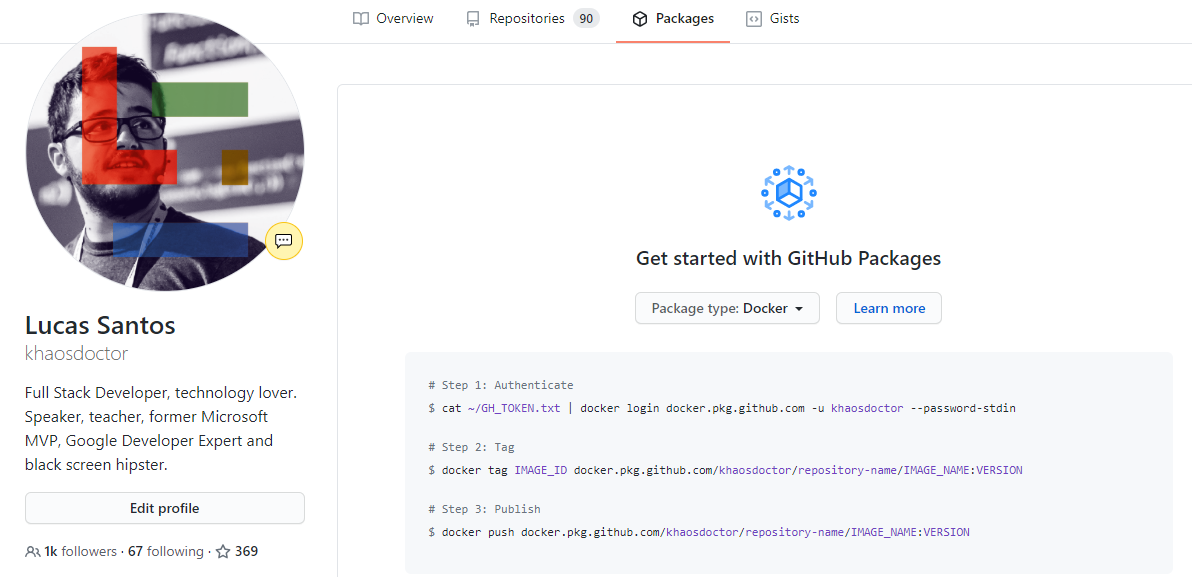 Overview
Repositories 90
Packages
Gists
Lucas Santos
khaosdoctor
Full Stack Developer, technology lover.
Speaker, teacher, former Microsoft
MVP, Google Developer Expert and
black screen hipster.
Edit profile
1k followers · 67 following · 369
Get started with GitHub Packages
Package type: Docker
Learn more
# Step 1: Authenticate
$ cat ~/GH_TOKEN.txt | docker login docker.pkg.github.com -u khaosdoctor --password-stdin
# Step 2: Tag
$ docker tag IMAGE_ID docker.pkg.github.com/khaosdoctor/repository-name/IMAGE_NAME:VERSION
# Step 3: Publish
$ docker push docker.pkg.github.com/khaosdoctor/repository-name/IMAGE_NAME:VERSION